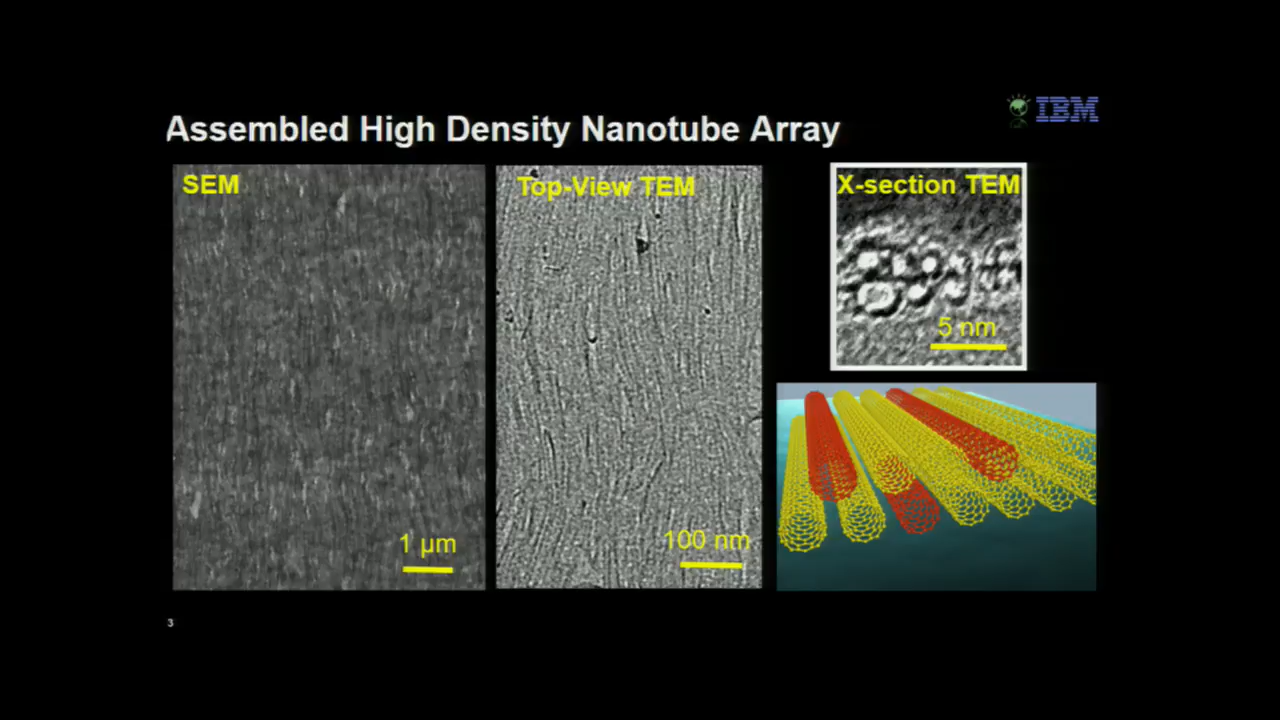 Assembled High Density Nanotube Array
IBM
SEM
Top-View TEM
X-section TEM
5 nm
1 µm
100 nm
3